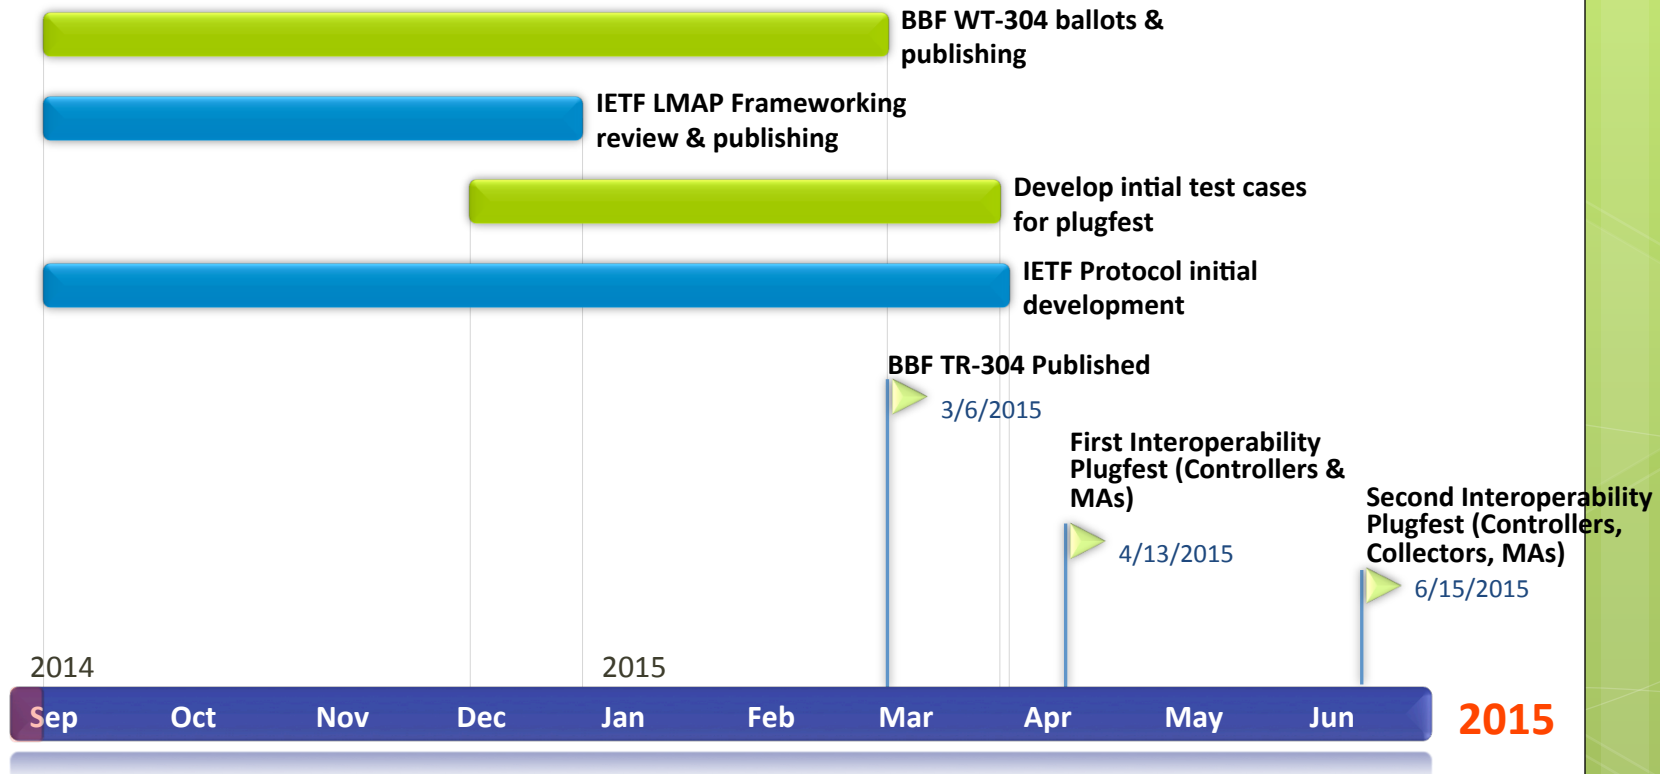 BBF WT-304 ballots &
publishing
IETF LMAP Frameworking
review & publishing
Develop intial test cases
for plugfest
IETF Protocol initial
development
BBF TR-304 Published
3/6/2015
First Interoperability
Plugfest (Controllers &
MAs)
4/13/2015
Second Interoperability
Plugfest (Controllers,
Collectors, MAs)
6/15/2015
2014 2015
Sep Oct Nov Dec Jan Feb Mar Apr May Jun 2015